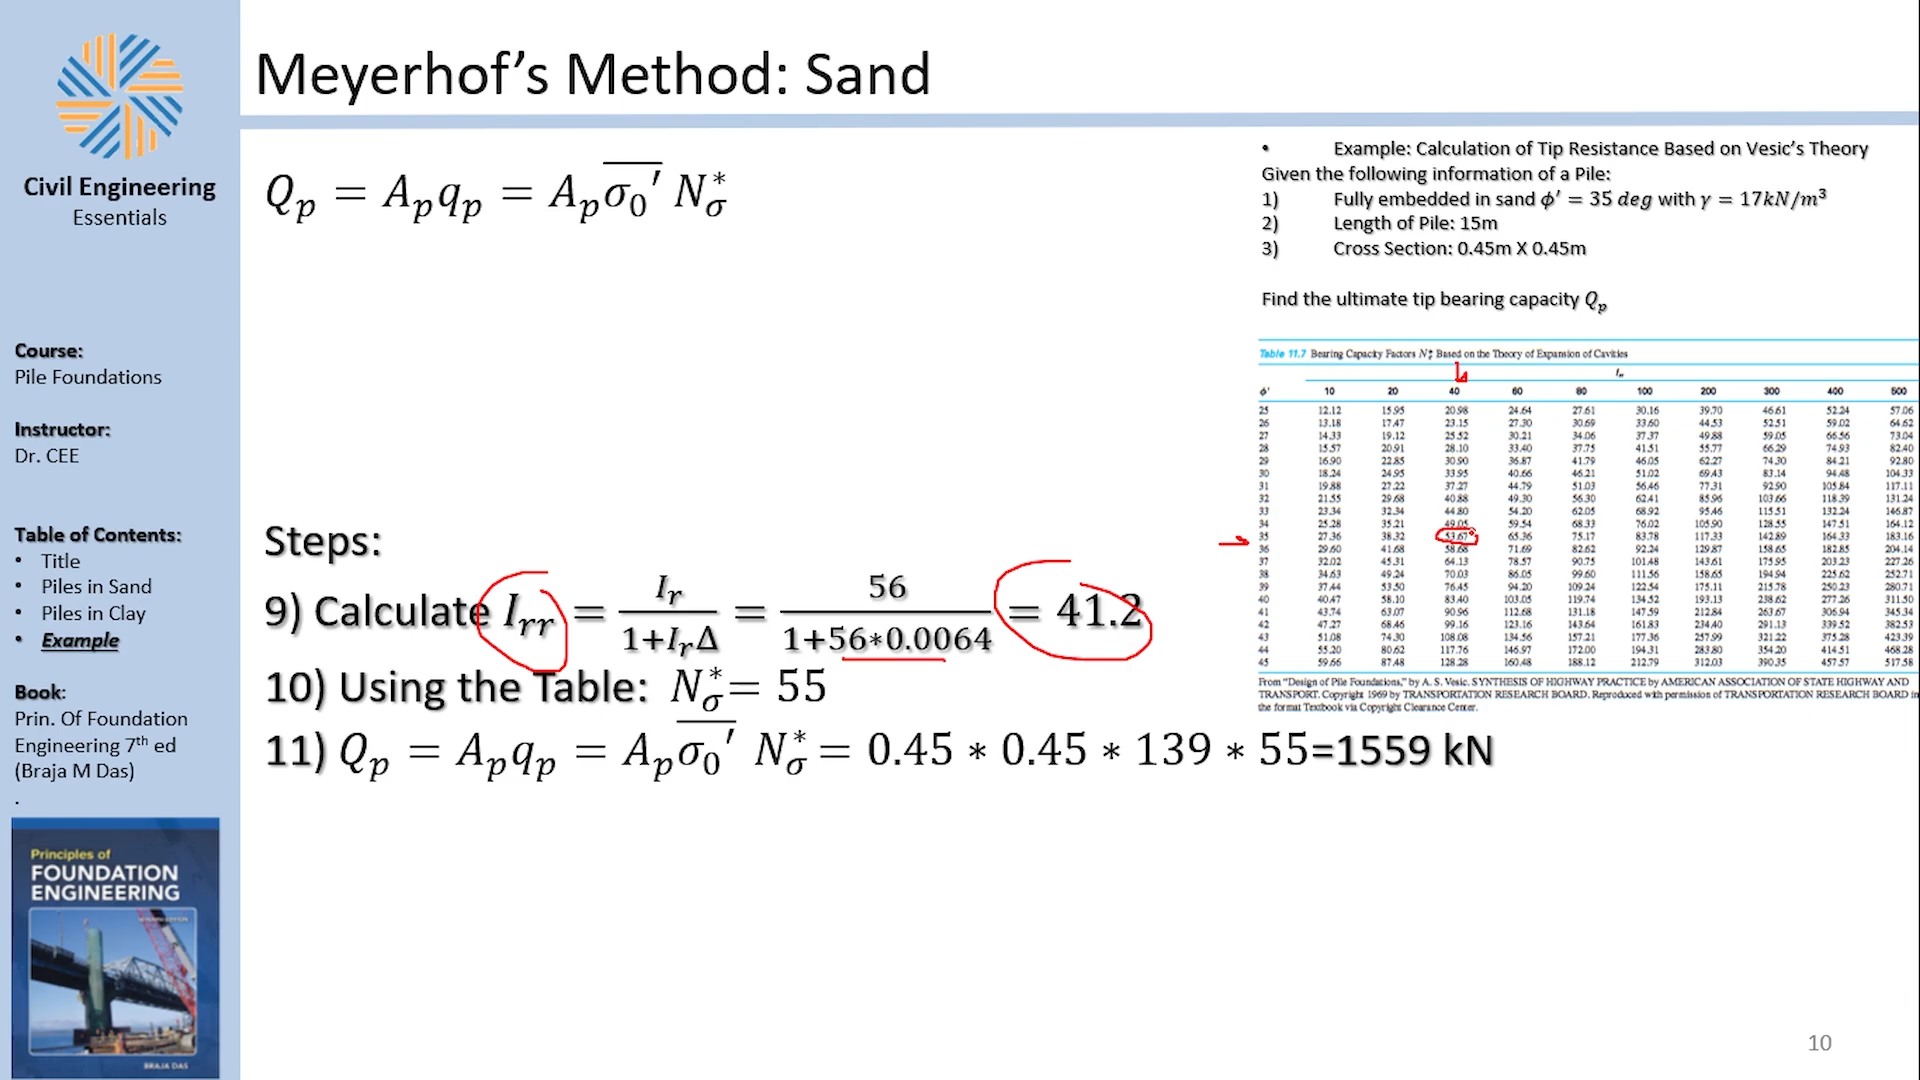 Civil Engineering
Essentials
Course:
Pile Foundations
Instructor:
Dr. CEE
Table of Contents:
• Title
• Piles in Sand
• Piles in Clay
• Example
Book:
Prin. Of Foundation
Engineering 7th ed
(Braja M Das)
.
Principles of
FOUNDATION
ENGINEERING
BRAJA DAS
Meyerhof's Method: Sand
Q_p = A_p q_p = A_p \overline{σ_0'} N_σ^*
Steps:
9) Calculate I_rr = I_r / (1+I_rΔ) = 56 / (1+56*0.0064) = 41.2
10) Using the Table: N_σ^* = 55
11) Q_p = A_p q_p = A_p \overline{σ_0'} N_σ^* = 0.45 * 0.45 * 139 * 55=1559 kN
• Example: Calculation of Tip Resistance Based on Vesic's Theory
Given the following information of a Pile:
1) Fully embedded in sand ϕ' = 35 deg with γ = 17kN/m³
2) Length of Pile: 15m
3) Cross Section: 0.45m X 0.45m
Find the ultimate tip bearing capacity Q_p
Table 11.7 Bearing Capacity Factors N_σ^* Based on the Theory of Expansion of Cavities
I_rr
ϕ' 10 20 40 60 80 100 200 300 400 500
25 12.12 15.95 20.98 24.64 27.61 30.16 39.70 46.61 52.24 57.06
26 13.18 17.47 23.15 27.30 30.69 33.60 44.53 52.51 59.02 64.62
27 14.33 19.12 25.52 30.21 34.06 37.37 49.88 59.05 66.56 73.04
28 15.57 20.91 28.10 33.40 37.75 41.51 55.77 66.29 74.93 82.40
29 16.90 22.85 30.90 36.87 41.79 46.05 62.27 74.30 84.21 92.80
30 18.24 24.95 33.95 40.66 46.21 51.02 69.43 83.14 94.48 104.33
31 19.88 27.22 37.27 44.79 51.03 56.46 77.31 92.90 105.84 117.11
32 21.55 29.68 40.88 49.30 56.30 62.41 85.96 103.66 118.39 131.24
33 23.34 32.34 44.80 54.20 62.05 68.92 95.46 115.51 132.24 146.87
34 25.28 35.21 49.05 59.54 68.33 76.02 105.90 128.55 147.51 164.12
35 27.36 38.32 53.67 65.36 75.17 83.78 117.33 142.89 164.33 183.16
36 29.60 41.68 58.68 71.69 82.62 92.24 129.87 158.65 182.85 204.14
37 32.02 45.31 64.13 78.57 90.75 101.48 143.61 175.95 203.23 227.26
38 34.63 49.24 70.03 86.05 99.60 111.56 158.65 194.94 225.62 252.71
39 37.44 53.50 76.45 94.20 109.24 122.54 175.11 215.78 250.23 280.71
40 40.47 58.10 83.40 103.05 119.74 134.52 193.13 238.62 277.26 311.50
41 43.74 63.07 90.96 112.68 131.18 147.59 212.84 263.67 306.94 345.34
42 47.27 68.46 99.16 123.16 143.64 161.83 234.40 291.13 339.52 382.53
43 51.08 74.30 108.08 134.56 157.21 177.36 257.99 321.22 375.28 423.39
44 55.20 80.62 117.76 146.97 172.00 194.31 283.80 354.20 414.51 468.28
45 59.66 87.48 128.28 160.48 188.12 212.79 312.03 390.35 457.57 517.58
From "Design of Pile Foundations," by A. S. Vesic. SYNTHESIS OF HIGHWAY PRACTICE by AMERICAN ASSOCIATION OF STATE HIGHWAY AND
TRANSPORT. Copyright 1969 by TRANSPORTATION RESEARCH BOARD. Reproduced with permission of TRANSPORTATION RESEARCH BOARD in
the format Textbook via Copyright Clearance Center.
10